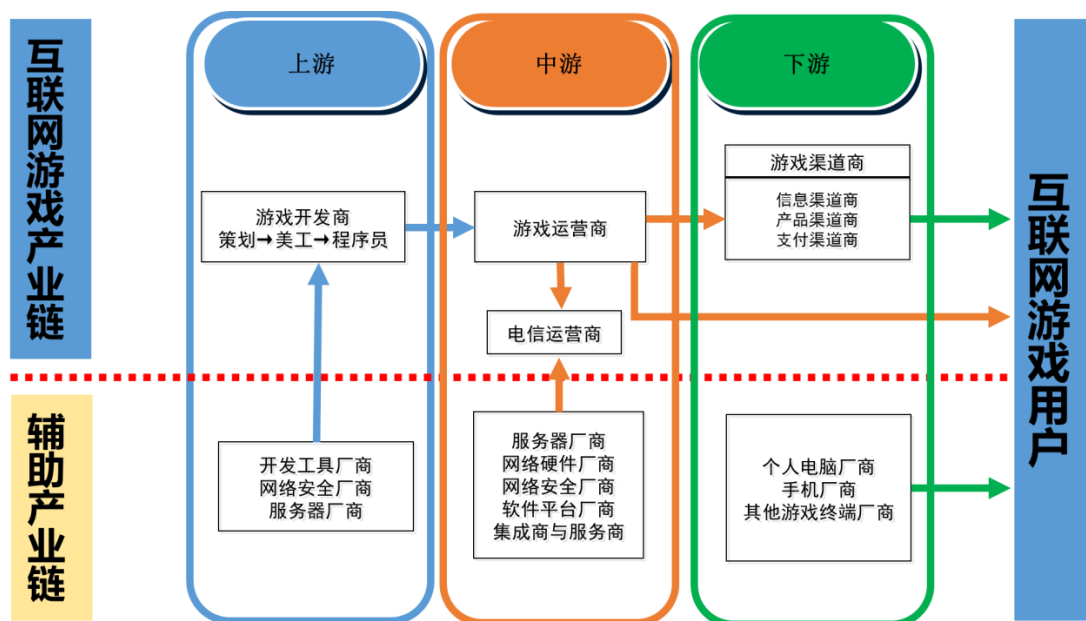 互联网游戏产业链
上游
中游
下游
游戏开发商
策划→美工→程序员
游戏运营商
电信运营商
游戏渠道商
信息渠道商
产品渠道商
支付渠道商
辅助产业链
开发工具厂商
网络安全厂商
服务器厂商
服务器厂商
网络硬件厂商
网络安全厂商
软件平台厂商
集成商与服务商
个人电脑厂商
手机厂商
其他游戏终端厂商
互联网游戏用户